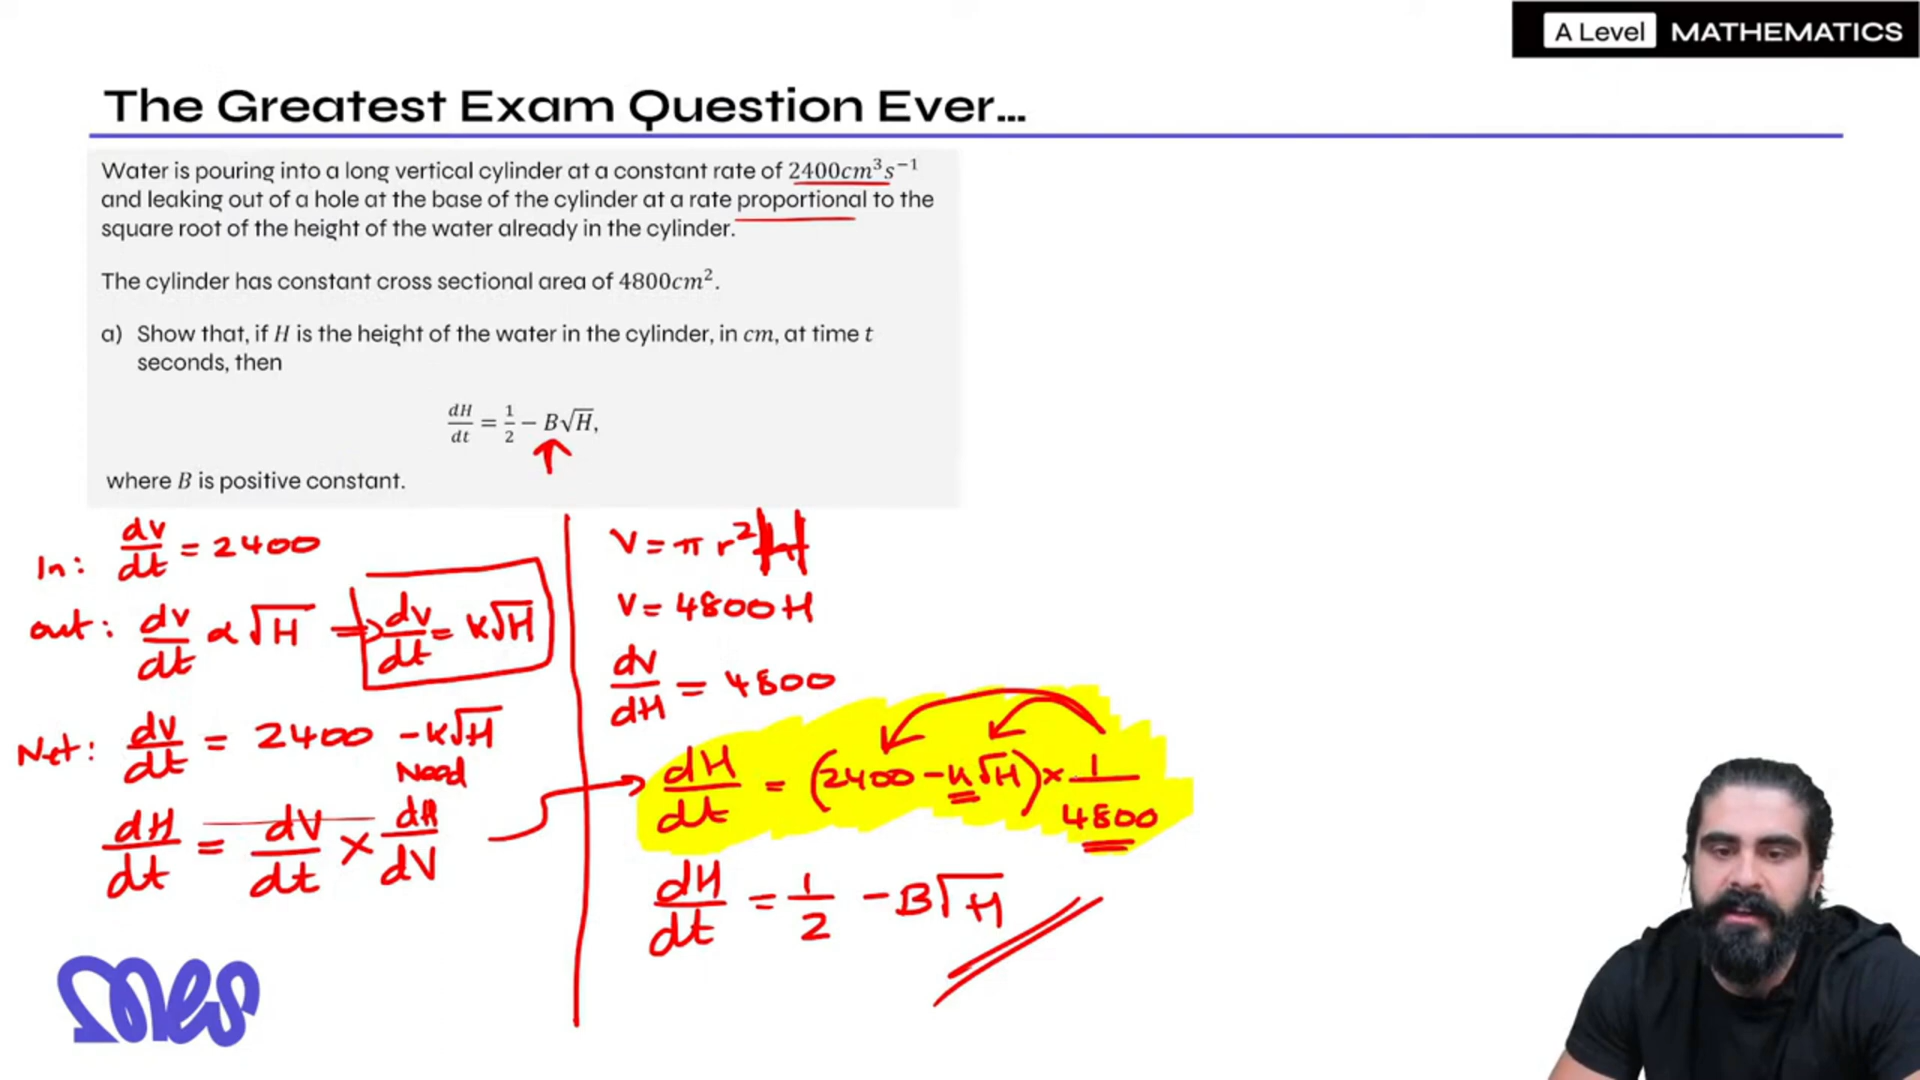 A Level MATHEMATICS
The Greatest Exam Question Ever...
Water is pouring into a long vertical cylinder at a constant rate of 2400cm³s⁻¹
and leaking out of a hole at the base of the cylinder at a rate proportional to the
square root of the height of the water already in the cylinder.
The cylinder has constant cross sectional area of 4800cm².
a) Show that, if H is the height of the water in the cylinder, in cm, at time t
seconds, then
dH/dt = 1/2 − B√H,
where B is positive constant.
In: dv/dt = 2400
out: dv/dt ∝ √H ⇒ dv/dt = k√H
Net: dv/dt = 2400 − k√H
Need
dH/dt = dV/dt × dH/dV
V = π r² H
V = 4800H
dV/dH = 4800
dH/dt = (2400 − k√H) × 1/4800
dH/dt = 1/2 − B√H
mes